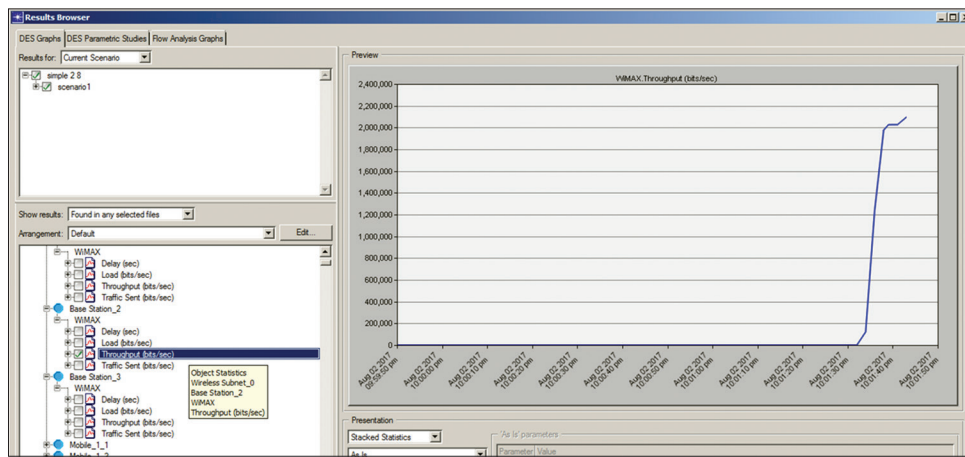 Results Browser
DES Graphs
DES Parametric Studies
Flow Analysis Graphs
Results for:
Current Scenario
simple 2 8
scenario1
Show results:
Found in any selected files
Arrangement:
Default
Edit...
WiMAX
Delay (sec)
Load (bits/sec)
Throughput (bits/sec)
Traffic Sent (bits/sec)
Base Station_2
WiMAX
Delay (sec)
Load (bits/sec)
Throughput (bits/sec)
Traffic Sent (bits/sec)
Base Station_3
WiMAX
Delay (sec)
Load (bits/sec)
Throughput (bits/sec)
Traffic Sent (bits/sec)
Mobile_1_1
Object Statistics
Wireless Subnet_0
Base Station_2
WiMAX
Throughput (bits/sec)
Preview
WiMAX.Throughput (bits/sec)
2,400,000
2,200,000
2,000,000
1,800,000
1,600,000
1,400,000
1,200,000
1,000,000
800,000
600,000
400,000
200,000
0
Aug 02 2017 09:59:50 pm
Aug 02 2017 10:00:00 pm
Aug 02 2017 10:00:10 pm
Aug 02 2017 10:00:20 pm
Aug 02 2017 10:00:30 pm
Aug 02 2017 10:00:40 pm
Aug 02 2017 10:00:50 pm
Aug 02 2017 10:01:00 pm
Aug 02 2017 10:01:10 pm
Aug 02 2017 10:01:20 pm
Aug 02 2017 10:01:30 pm
Aug 02 2017 10:01:40 pm
Aug 02 2017 10:01:50 pm
Presentation
Stacked Statistics
As Is
'As Is' parameters
Parameter
Value